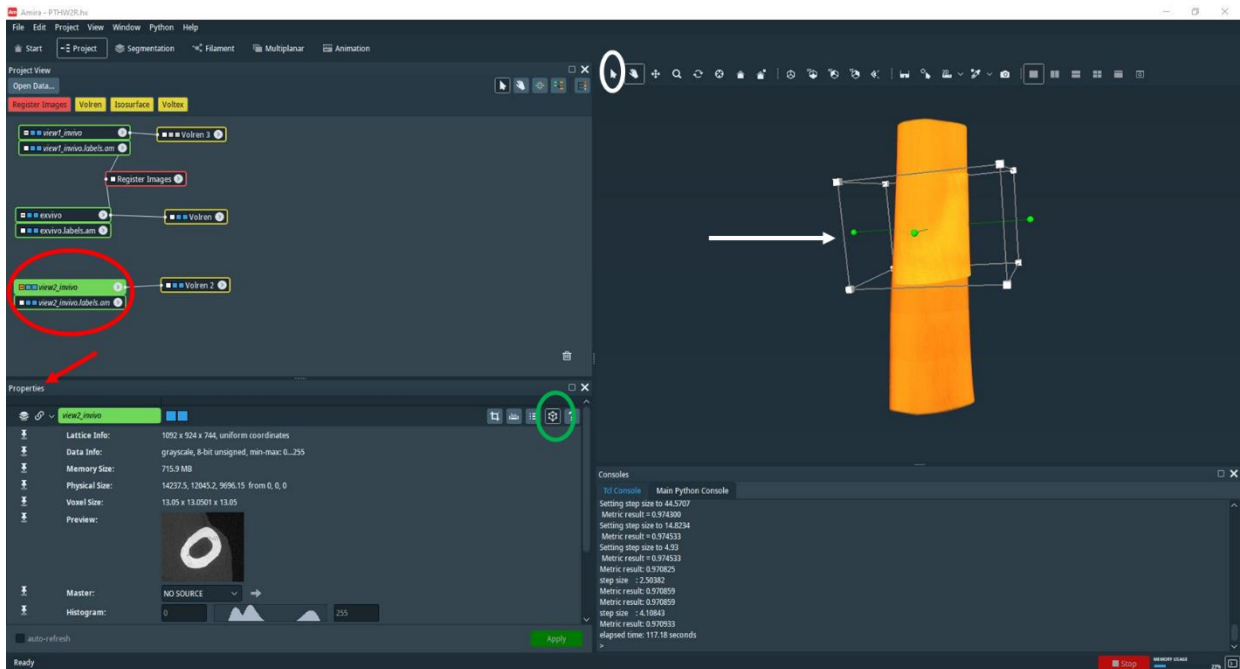 Amira - PTHW2R.hx
File Edit Project View Window Python Help
Start Project Segmentation Filament Multiplanar Animation
Project View
Open Data...
Register Images Volren Isosurface Voltex
view1_invivo Volren 3
view1_invivo.labels.am
Register Images
exvivo Volren
exvivo.labels.am
view2_invivo Volren 2
view2_invivo.labels.am
Properties
view2_invivo
Lattice Info: 1092 x 924 x 744, uniform coordinates
Data Info: grayscale, 8-bit unsigned, min-max: 0...255
Memory Size: 715.9 MB
Physical Size: 14237.5, 12045.2, 9696.15 from 0, 0, 0
Voxel Size: 13.05 x 13.0501 x 13.05
Preview:
Master: NO SOURCE
Histogram: 0 255
auto-refresh Apply
Ready
Consoles
Tcl Console Main Python Console
Setting step size to 44.5707
Metric result = 0.974300
Setting step size to 14.8234
Metric result = 0.974533
Setting step size to 4.93
Metric result = 0.974533
Metric result: 0.970825
step size : 2.50382
Metric result: 0.970859
Metric result: 0.970859
step size : 4.10843
Metric result: 0.970933
elapsed time: 117.18 seconds
>
Stop MEMORY USAGE